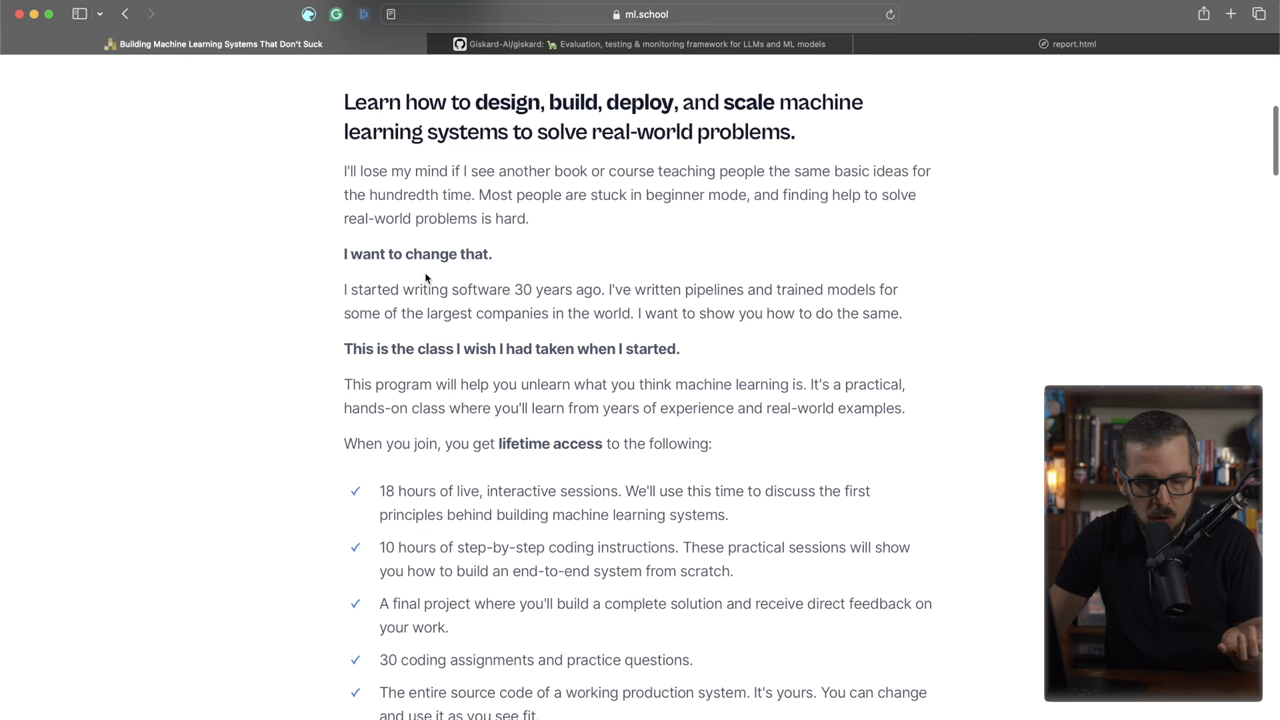 ml.school
Building Machine Learning Systems That Don't Suck
Giskard-AI/giskard: 🐢 Evaluation, testing & monitoring framework for LLMs and ML models
report.html
Learn how to design, build, deploy, and scale machine
learning systems to solve real-world problems.
I'll lose my mind if I see another book or course teaching people the same basic ideas for
the hundredth time. Most people are stuck in beginner mode, and finding help to solve
real-world problems is hard.
I want to change that.
I started writing software 30 years ago. I've written pipelines and trained models for
some of the largest companies in the world. I want to show you how to do the same.
This is the class I wish I had taken when I started.
This program will help you unlearn what you think machine learning is. It's a practical,
hands-on class where you'll learn from years of experience and real-world examples.
When you join, you get lifetime access to the following:
✓ 18 hours of live, interactive sessions. We'll use this time to discuss the first
principles behind building machine learning systems.
✓ 10 hours of step-by-step coding instructions. These practical sessions will show
you how to build an end-to-end system from scratch.
✓ A final project where you'll build a complete solution and receive direct feedback on
your work.
✓ 30 coding assignments and practice questions.
✓ The entire source code of a working production system. It's yours. You can change
and use it as you see fit.